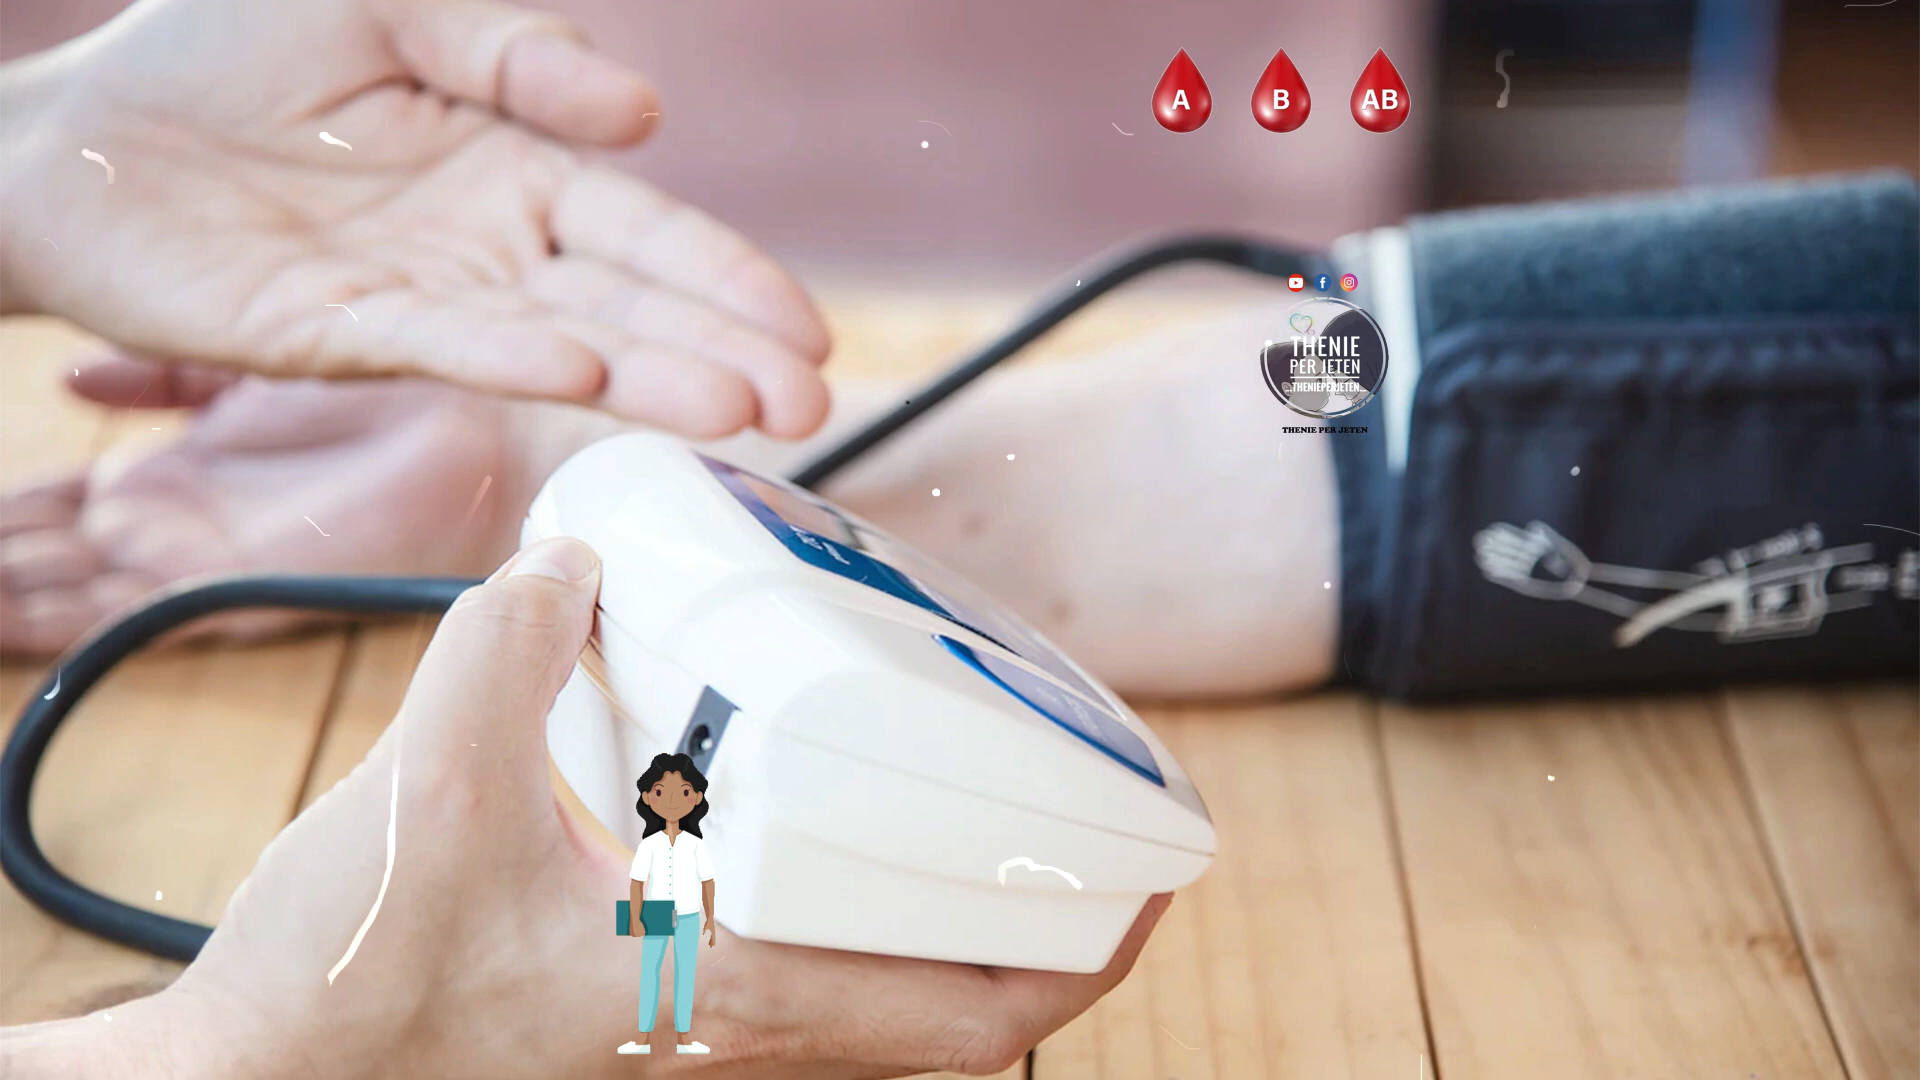 A
B
AB
THENIE
PER JETEN
THENIEPERJETEN
THENIE PER JETEN